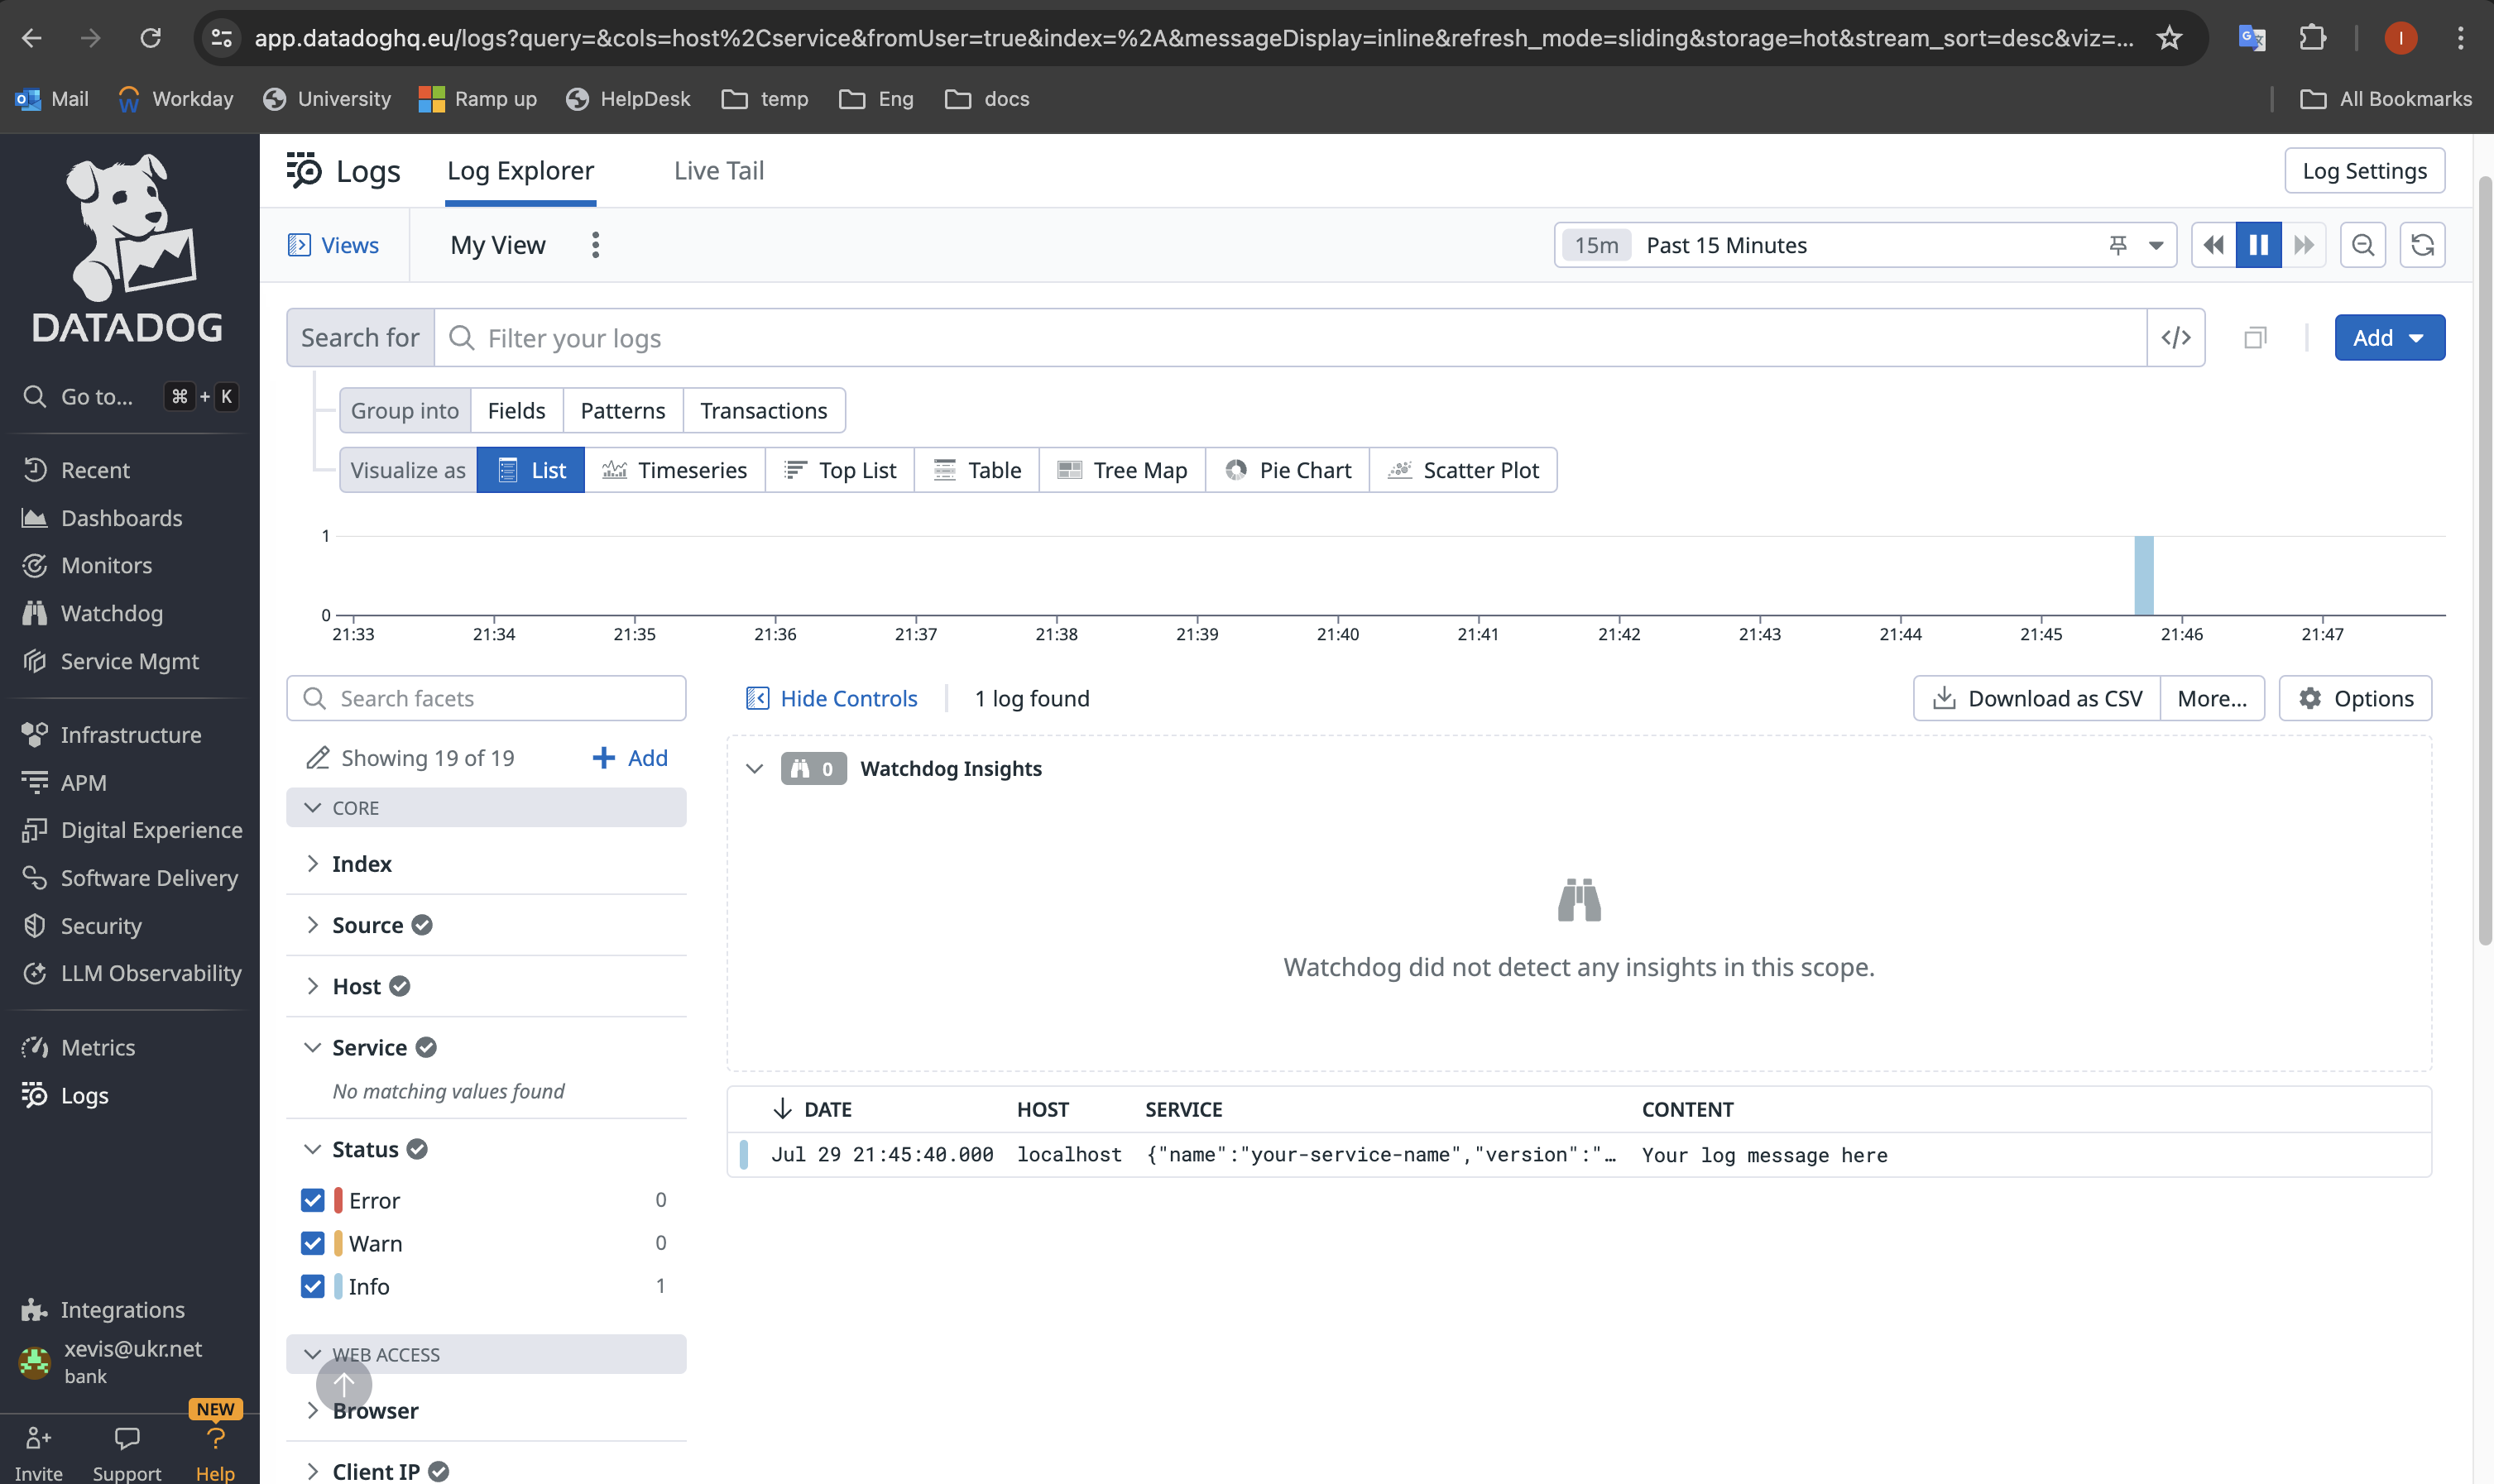 app.datadoghq.eu/logs?query=&cols=host%2Cservice&fromUser=true&index=%2A&messageDisplay=inline&refresh_mode=sliding&storage=hot&stream_sort=desc&viz=...
I
Mail
Workday
University
Ramp up
HelpDesk
temp
Eng
docs
All Bookmarks
DATADOG
Go to... ⌘ + K
Recent
Dashboards
Monitors
Watchdog
Service Mgmt
Infrastructure
APM
Digital Experience
Software Delivery
Security
LLM Observability
Metrics
Logs
Integrations
xevis@ukr.net
bank
NEW
Invite
Support
Help
Logs
Log Explorer
Live Tail
Log Settings
Views
My View
15m Past 15 Minutes
Search for
Filter your logs
</>
Add
Group into Fields Patterns Transactions
Visualize as List Timeseries Top List Table Tree Map Pie Chart Scatter Plot
1
0
21:33 21:34 21:35 21:36 21:37 21:38 21:39 21:40 21:41 21:42 21:43 21:44 21:45 21:46 21:47
Search facets
Showing 19 of 19
Add
CORE
Index
Source
Host
Service
No matching values found
Status
Error 0
Warn 0
Info 1
WEB ACCESS
Browser
Client IP
Hide Controls
1 log found
Download as CSV
More...
Options
0 Watchdog Insights
Watchdog did not detect any insights in this scope.
DATE HOST SERVICE CONTENT
Jul 29 21:45:40.000 localhost {"name":"your-service-name","version":"… Your log message here